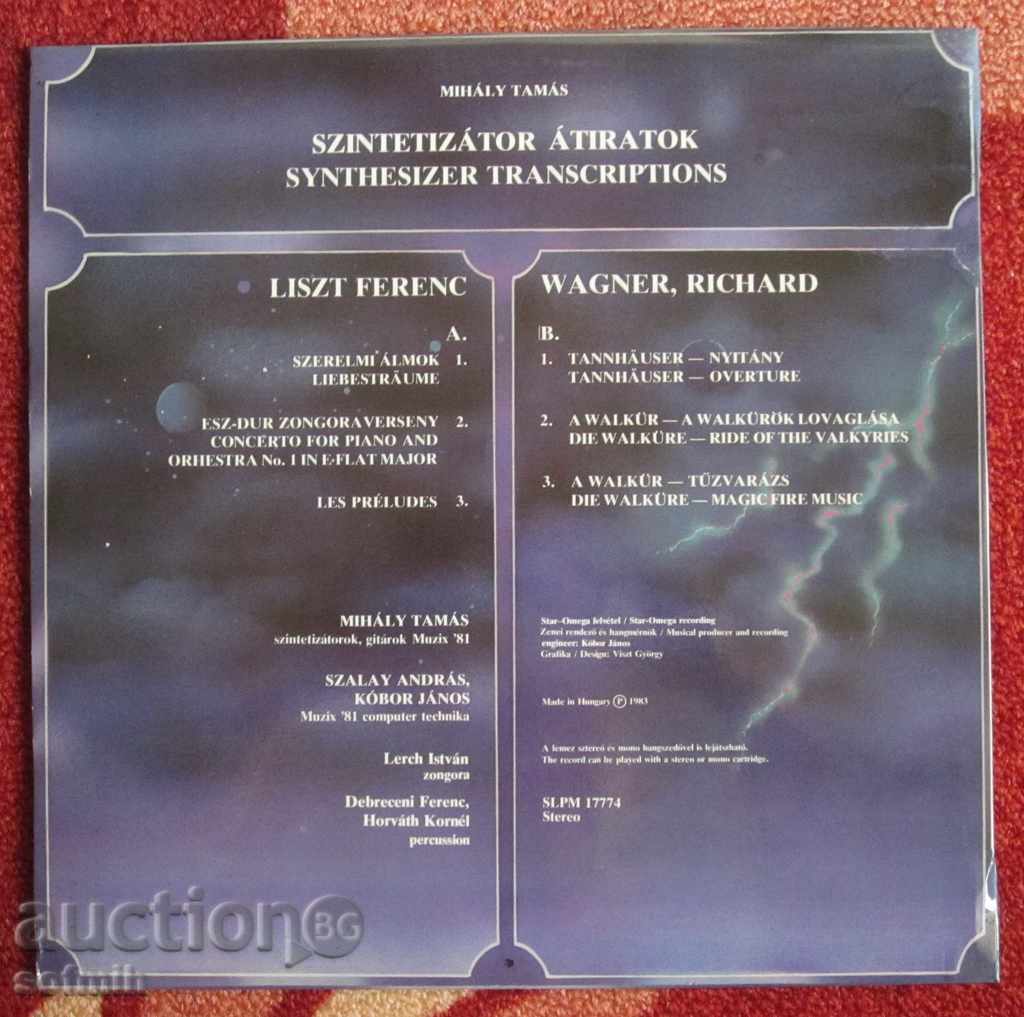 MIHÁLY TAMÁS
SZINTETIZÁTOR ÁTIRATOK
SYNTHESIZER TRANSCRIPTIONS
LISZT FERENC
A.
SZERELMI ÁLMOK 1.
LIEBESTRÄUME
ESZ-DUR ZONGORAVERSENY 2.
CONCERTO FOR PIANO AND
ORHESTRA No. 1 IN E-FLAT MAJOR
LES PRÉLUDES 3.
MIHÁLY TAMÁS
szintetizátorok, gitárok Muzix '81
SZALAY ANDRÁS,
KÓBOR JÁNOS
Muzix '81 computer technika
Lerch István
zongora
Debreceni Ferenc,
Horváth Kornél
percussion
WAGNER, RICHARD
B.
1. TANNHÄUSER — NYITÁNY
TANNHÄUSER — OVERTURE
2. A WALKÜR — A WALKÜRÖK LOVAGLÁSA
DIE WALKÜRE — RIDE OF THE VALKYRIES
3. A WALKÜR — TŰZVARÁZS
DIE WALKÜRE — MAGIC FIRE MUSIC
Star-Omega felvétel / Star-Omega recording
Zenei rendező és hangmérnök / Musical producer and recording
engineer: Kóbor János
Grafika / Design: Viszt György
Made in Hungary Ⓟ 1983
A lemez sztereó és mono hangszedővel is lejátszható.
The record can be played with a stereo or mono cartridge.
SLPM 17774
Stereo
auction BG
sofmih